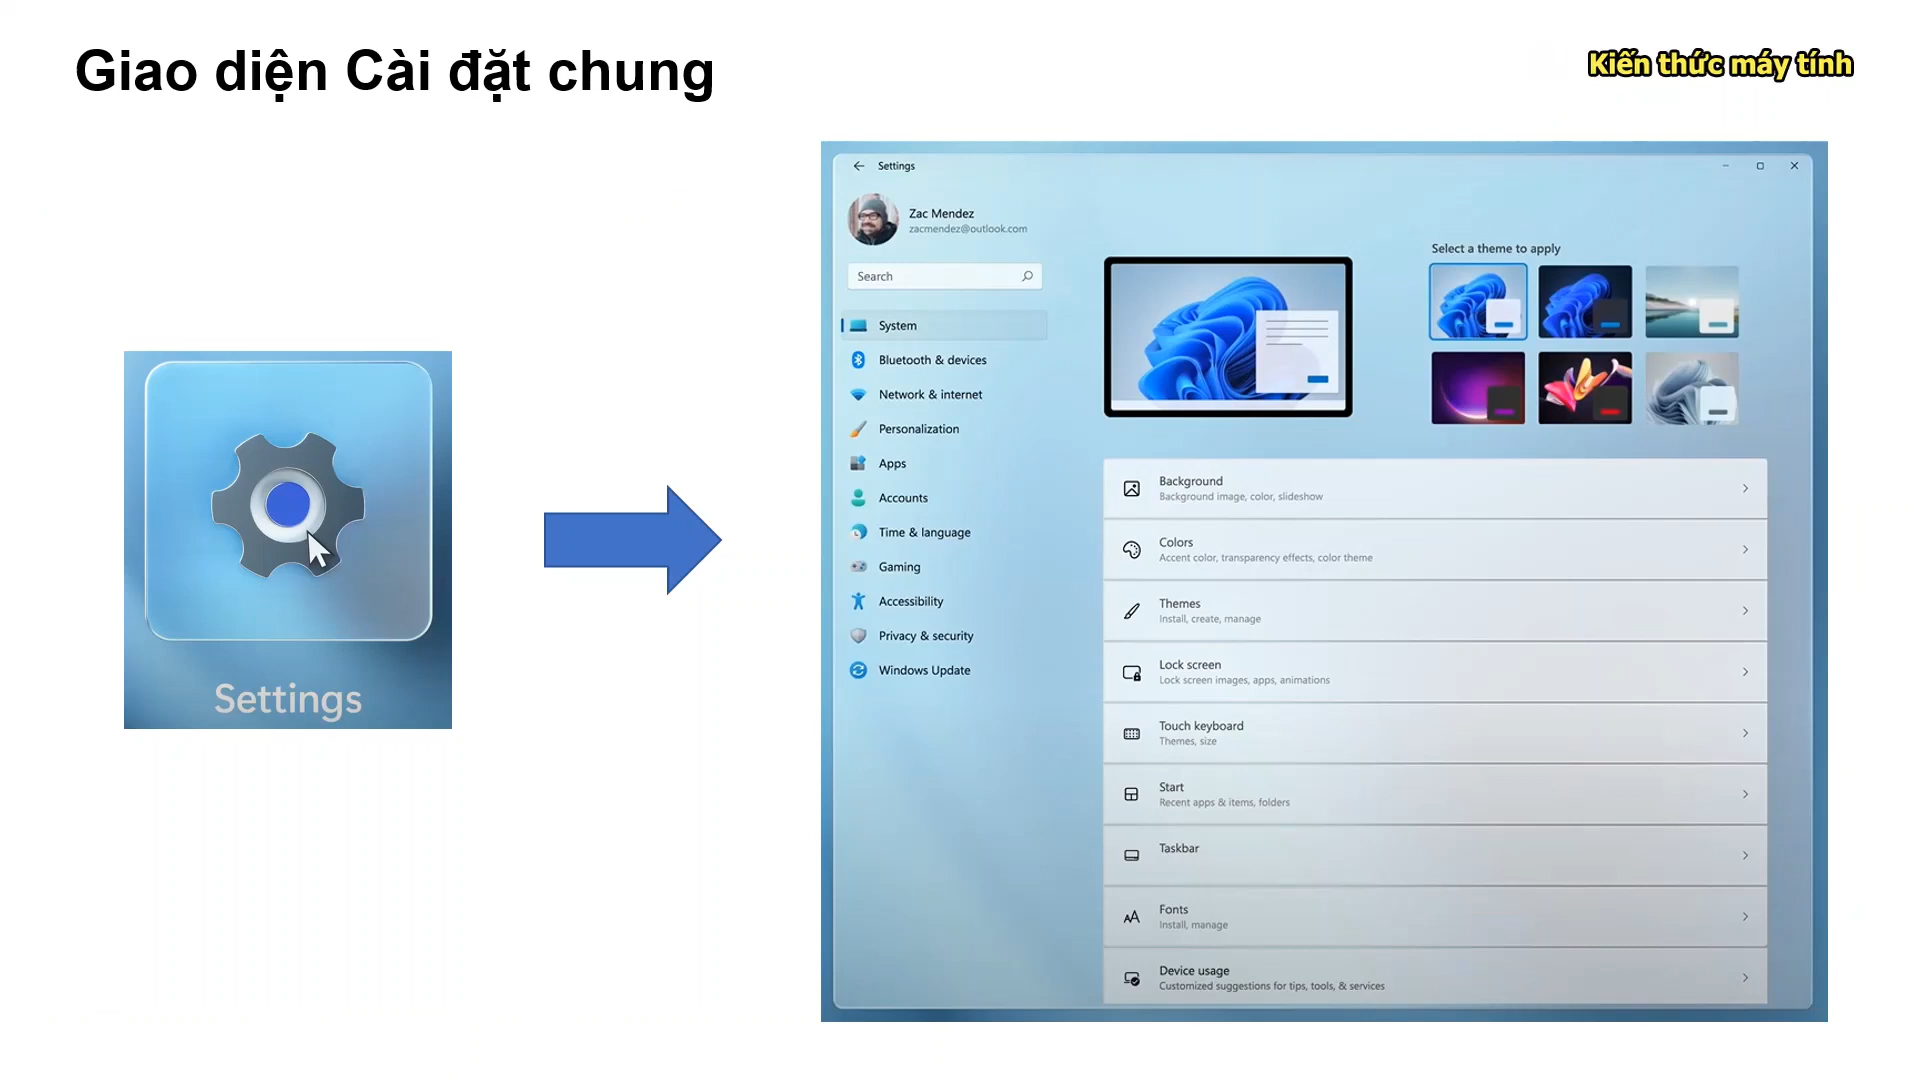 Giao diện Cài đặt chung
Kiến thức máy tính
Settings
Settings
Zac Mendez
zacmendez@outlook.com
Search
System
Bluetooth & devices
Network & internet
Personalization
Apps
Accounts
Time & language
Gaming
Accessibility
Privacy & security
Windows Update
Select a theme to apply
Background
Background image, color, slideshow
Colors
Accent color, transparency effects, color theme
Themes
Install, create, manage
Lock screen
Lock screen images, apps, animations
Touch keyboard
Themes, size
Start
Recent apps & items, folders
Taskbar
Fonts
Install, manage
Device usage
Customized suggestions for tips, tools, & services